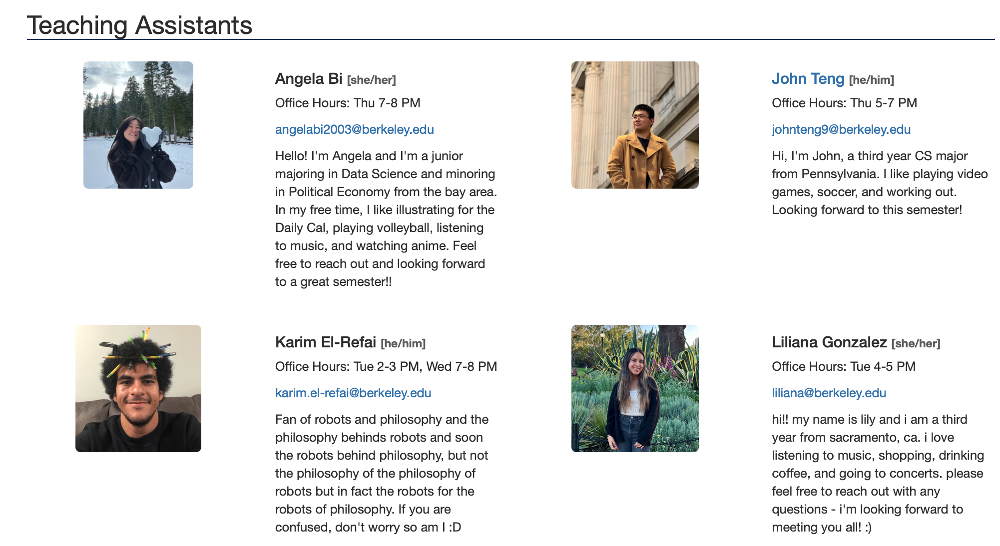 Teaching Assistants
Angela Bi [she/her]
Office Hours: Thu 7-8 PM
angelabi2003@berkeley.edu
Hello! I'm Angela and I'm a junior
majoring in Data Science and minoring
in Political Economy from the bay area.
In my free time, I like illustrating for the
Daily Cal, playing volleyball, listening
to music, and watching anime. Feel
free to reach out and looking forward
to a great semester!!
John Teng [he/him]
Office Hours: Thu 5-7 PM
johnteng9@berkeley.edu
Hi, I'm John, a third year CS major
from Pennsylvania. I like playing video
games, soccer, and working out.
Looking forward to this semester!
Karim El-Refai [he/him]
Office Hours: Tue 2-3 PM, Wed 7-8 PM
karim.el-refai@berkeley.edu
Fan of robots and philosophy and the
philosophy behinds robots and soon
the robots behind philosophy, but not
the philosophy of the philosophy of
robots but in fact the robots for the
robots of philosophy. If you are
confused, don't worry so am I :D
Liliana Gonzalez [she/her]
Office Hours: Tue 4-5 PM
liliana@berkeley.edu
hi!! my name is lily and i am a third
year from sacramento, ca. i love
listening to music, shopping, drinking
coffee, and going to concerts. please
feel free to reach out with any
questions - i'm looking forward to
meeting you all! :)